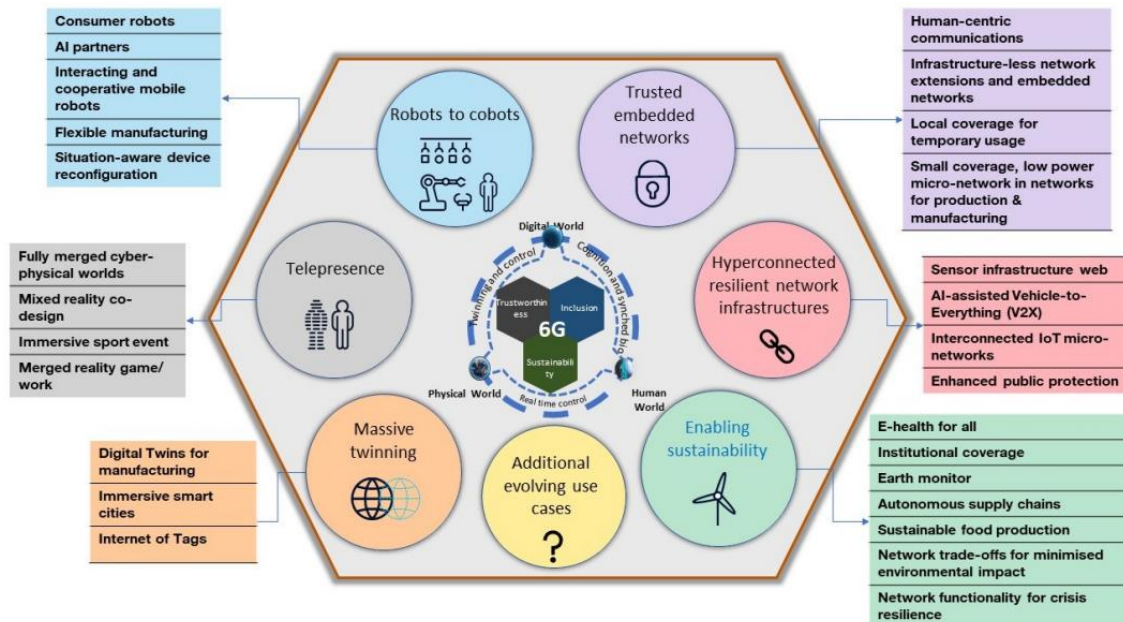 Consumer robots
AI partners
Interacting and
cooperative mobile
robots
Flexible manufacturing
Situation-aware device
reconfiguration
Fully merged cyber-
physical worlds
Mixed reality co-
design
Immersive sport event
Merged reality game/
work
Digital Twins for
manufacturing
Immersive smart
cities
Internet of Tags
Robots to cobots
Trusted
embedded
networks
Telepresence
Hyperconnected
resilient network
infrastructures
Massive
twinning
Additional
evolving use
cases
?
Enabling
sustainability
Digital World
Twinning and control
Cognition and synched big
Trustworthin
ess
Inclusion
6G
Sustainabili
ty
Physical World
Real time control
Human
World
Human-centric
communications
Infrastructure-less network
extensions and embedded
networks
Local coverage for
temporary usage
Small coverage, low power
micro-network in networks
for production &
manufacturing
Sensor infrastructure web
AI-assisted Vehicle-to-
Everything (V2X)
Interconnected IoT micro-
networks
Enhanced public protection
E-health for all
Institutional coverage
Earth monitor
Autonomous supply chains
Sustainable food production
Network trade-offs for minimised
environmental impact
Network functionality for crisis
resilience